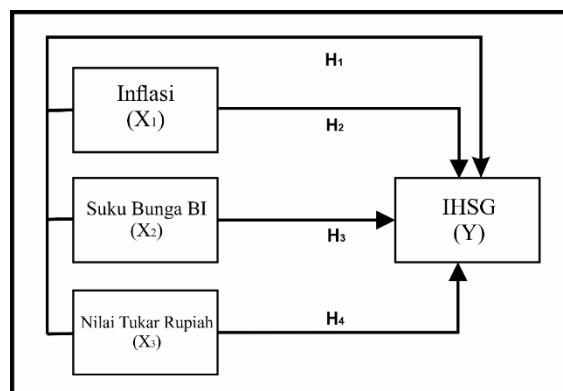 H₁
Inflasi
(X₁)
H₂
Suku Bunga BI
(X₂)
H₃
IHSG
(Y)
Nilai Tukar Rupiah
(X₃)
H₄